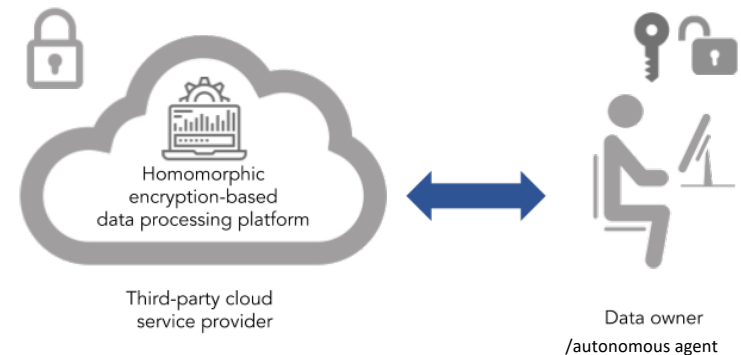 Homomorphic
encryption-based
data processing platform
Third-party cloud
service provider
Data owner
/autonomous agent